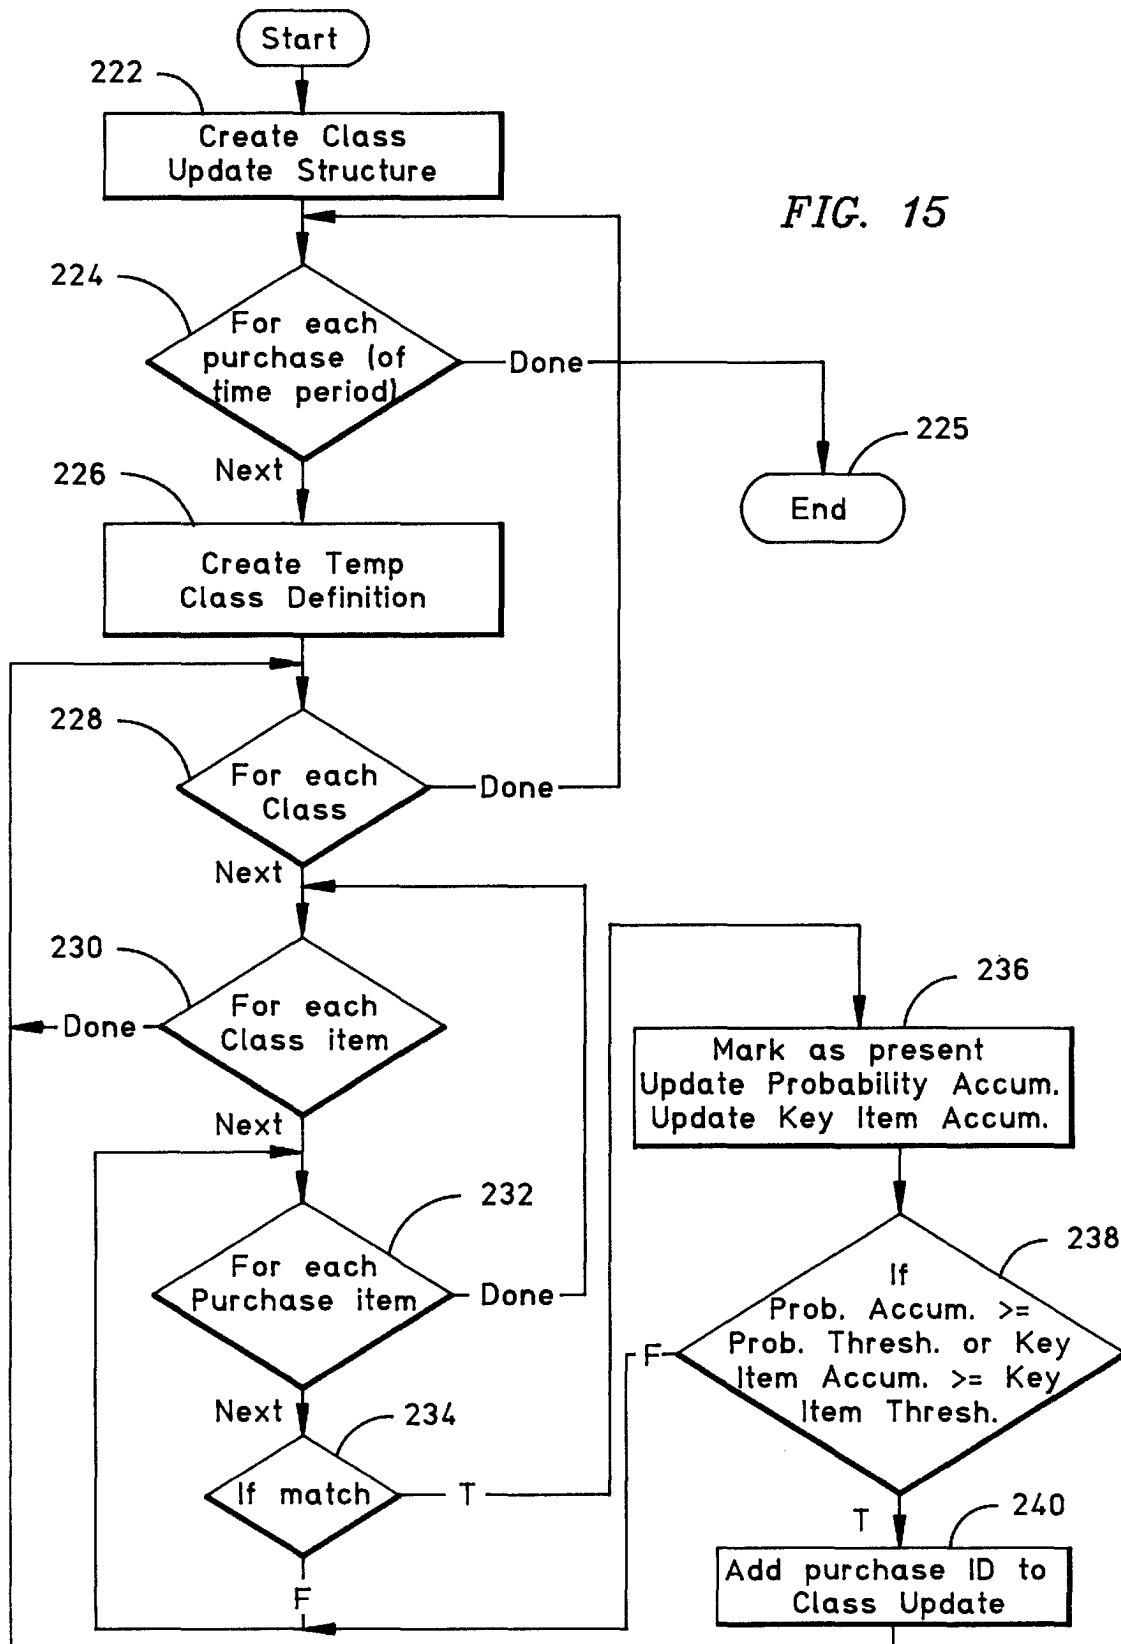 Start
222
Create Class
Update Structure
FIG. 15
224
For each
purchase (of
time period)
Done
225
End
Next
226
Create Temp
Class Definition
228
For each
Class
Done
Next
230
For each
Class item
Done
Next
236
Mark as present
Update Probability Accum.
Update Key Item Accum.
232
For each
Purchase item
Done
238
If
Prob. Accum. >=
Prob. Thresh. or Key
Item Accum. >= Key
Item Thresh.
F
Next
234
If match
T
F
T
240
Add purchase ID to
Class Update